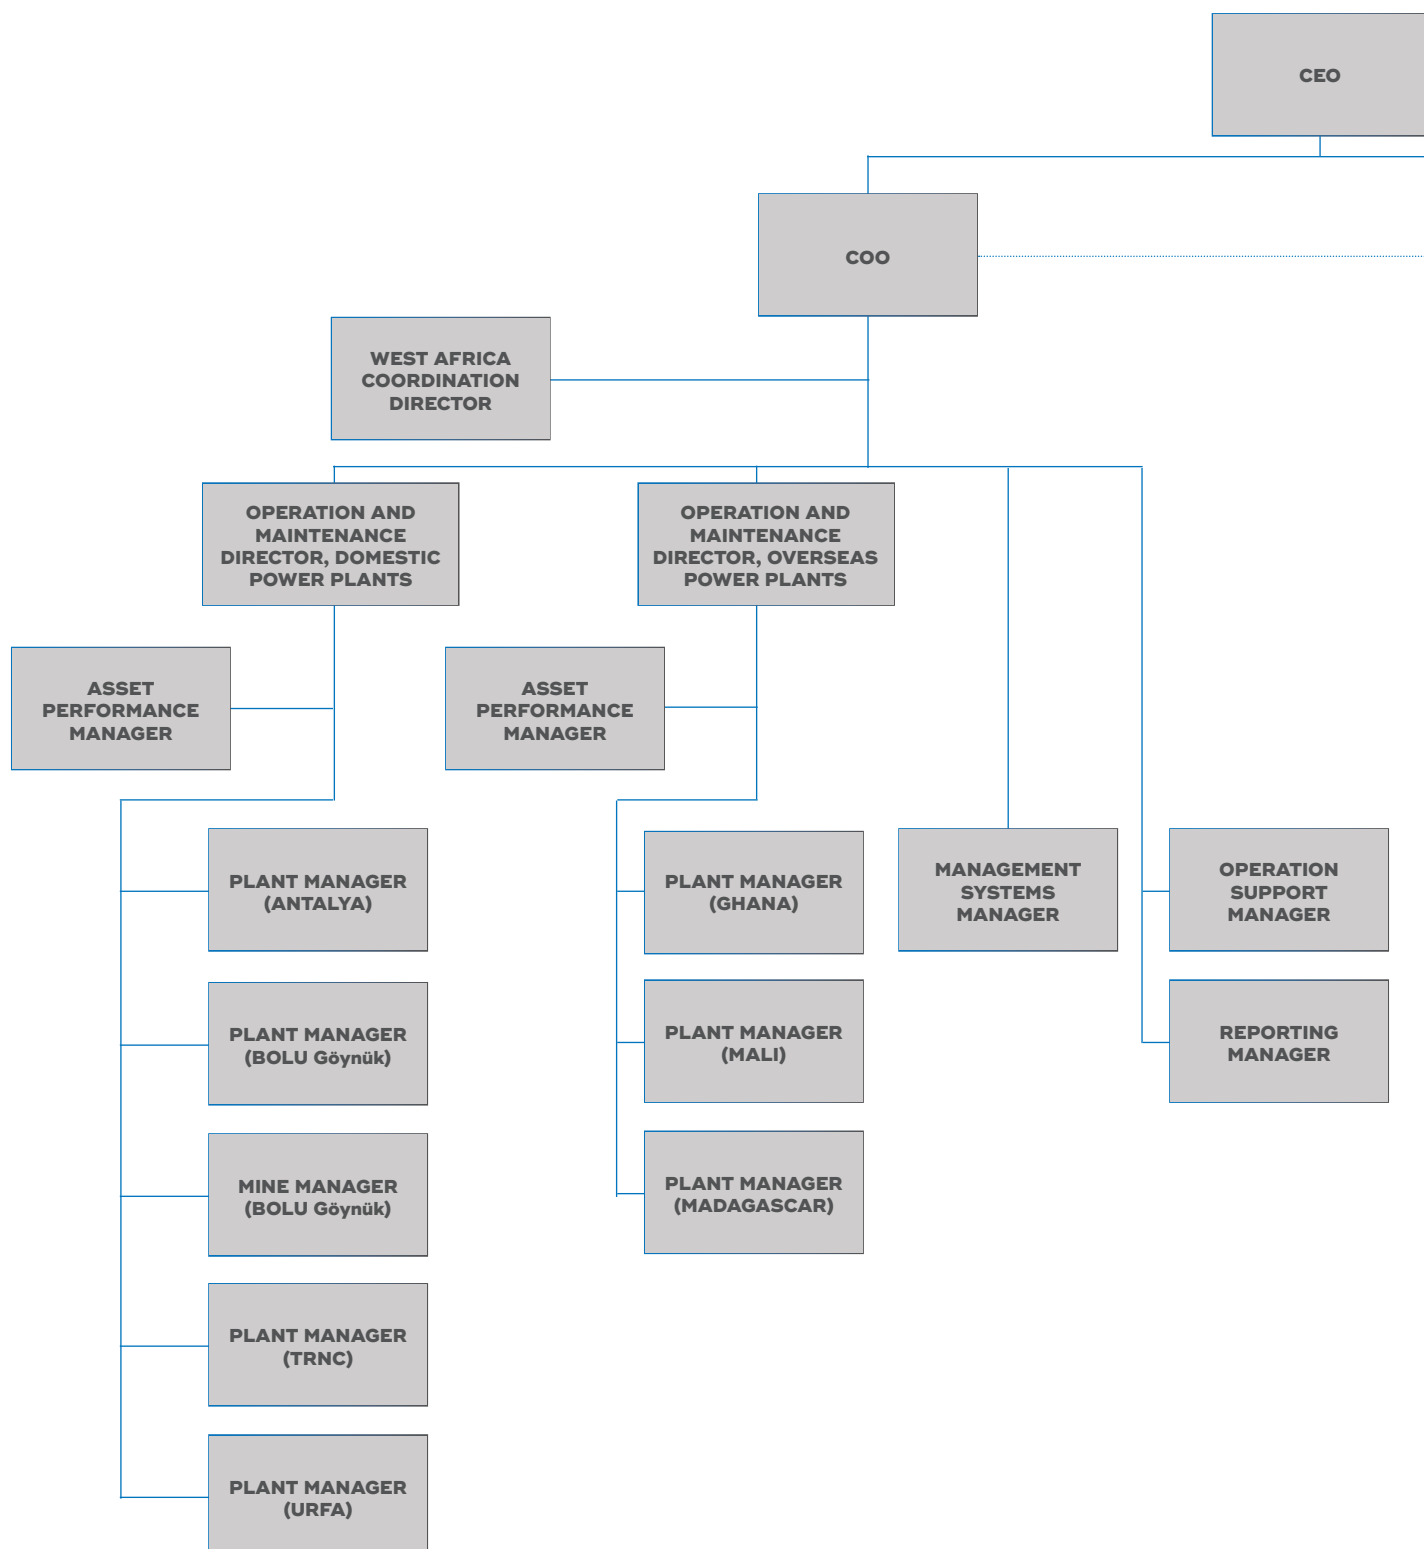 CEO
COO
WEST AFRICA
COORDINATION
DIRECTOR
OPERATION AND
MAINTENANCE
DIRECTOR, DOMESTIC
POWER PLANTS
OPERATION AND
MAINTENANCE
DIRECTOR, OVERSEAS
POWER PLANTS
ASSET
PERFORMANCE
MANAGER
ASSET
PERFORMANCE
MANAGER
PLANT MANAGER
(ANTALYA)
PLANT MANAGER
(BOLU Göynük)
MINE MANAGER
(BOLU Göynük)
PLANT MANAGER
(TRNC)
PLANT MANAGER
(URFA)
PLANT MANAGER
(GHANA)
PLANT MANAGER
(MALI)
PLANT MANAGER
(MADAGASCAR)
MANAGEMENT
SYSTEMS
MANAGER
OPERATION
SUPPORT
MANAGER
REPORTING
MANAGER